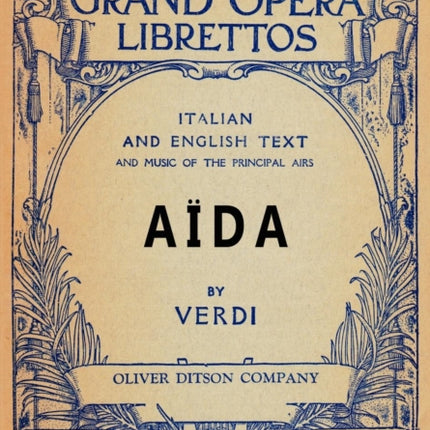 GRAND OPERA
LIBRETTOS
ITALIAN
AND ENGLISH TEXT
AND MUSIC OF THE PRINCIPAL AIRS
AÏDA
BY
VERDI
OLIVER DITSON COMPANY